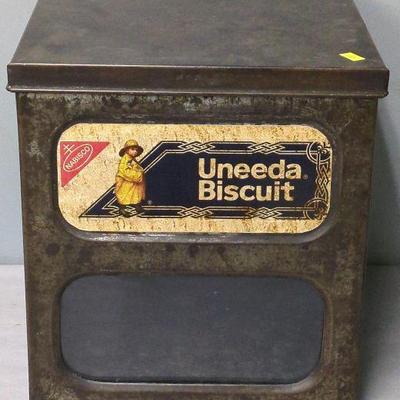 NABISCO
Uneeda®
Biscuit
®